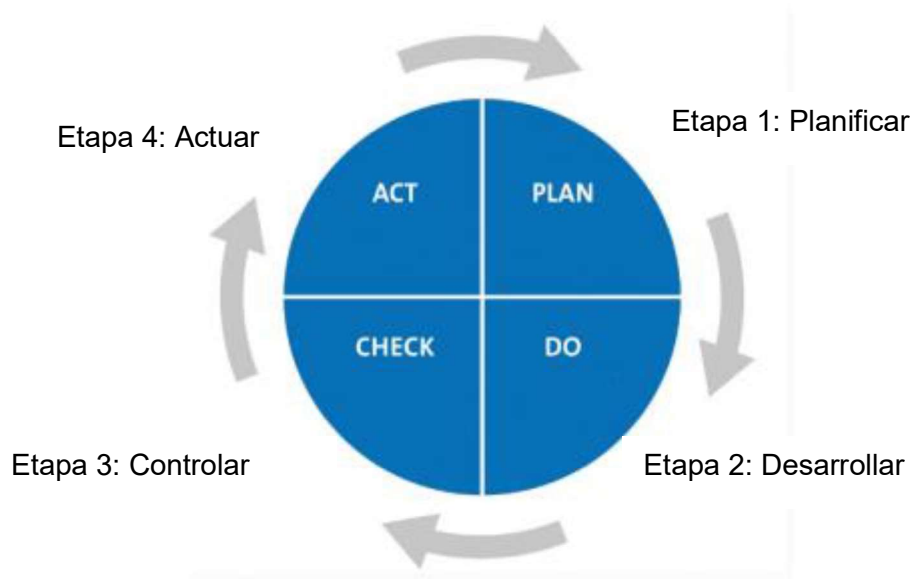 Etapa 4: Actuar
Etapa 1: Planificar
ACT
PLAN
CHECK
DO
Etapa 3: Controlar
Etapa 2: Desarrollar